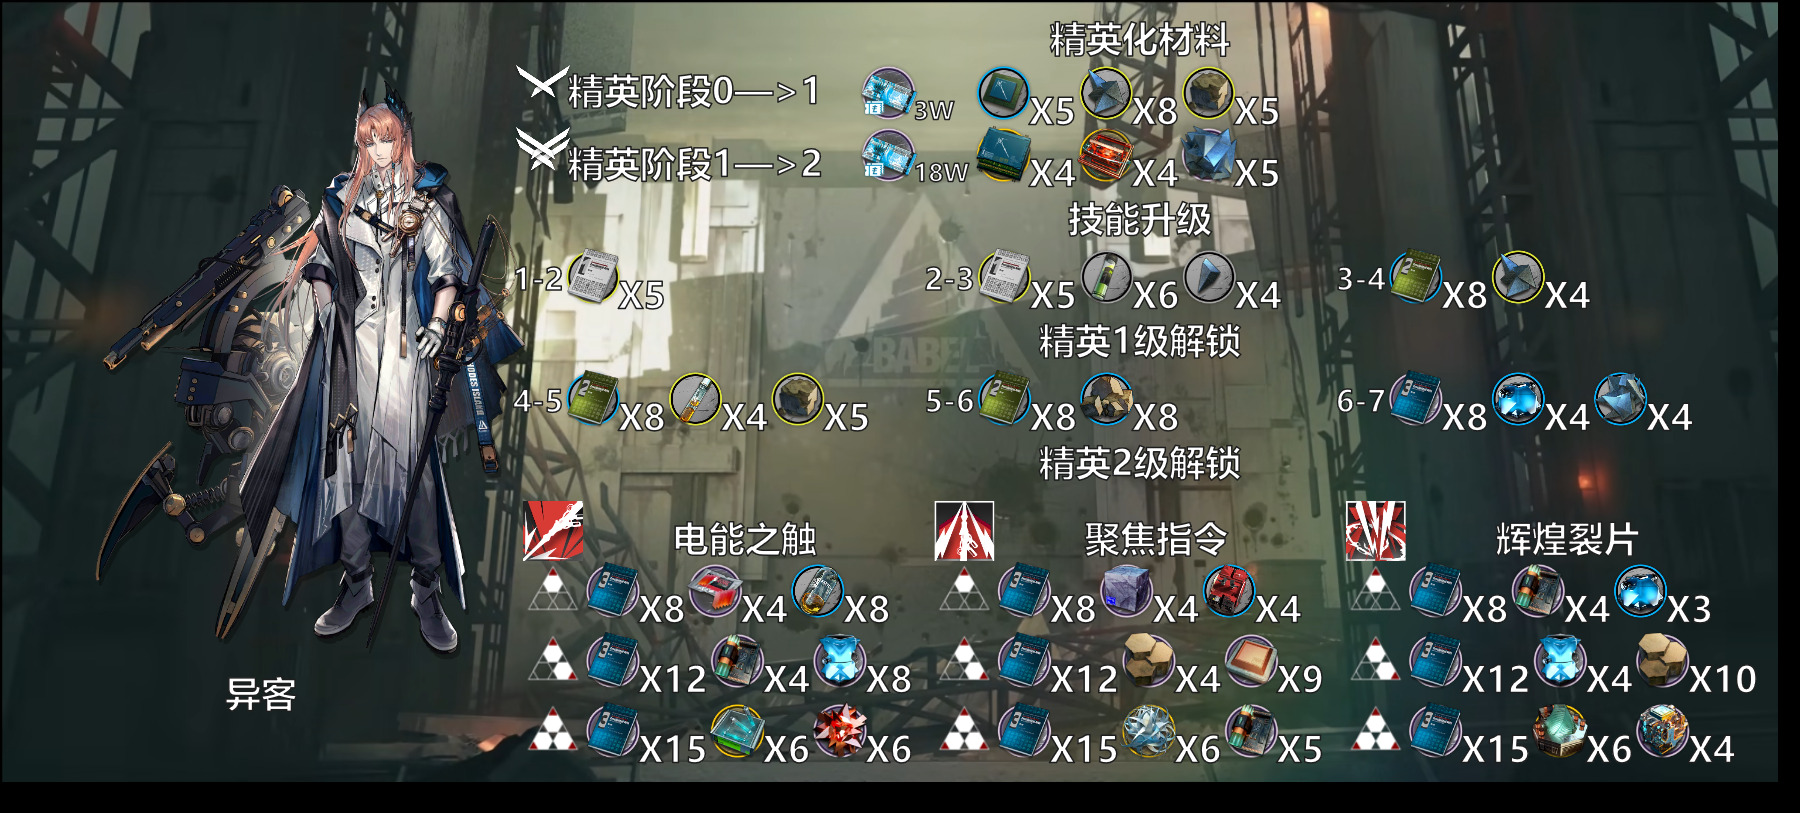 精英化材料
精英阶段0—>1 3W X5 X8 X5
精英阶段1—>2 18W X4 X4 X5
技能升级
1-2 X5 2-3 X5 X6 X4 3-4 X8 X4
精英1级解锁
4-5 X8 X4 X5 5-6 X8 X8 6-7 X8 X4 X4
精英2级解锁
电能之触 聚焦指令 辉煌裂片
X8 X4 X8 X8 X4 X4 X8 X4 X3
X12 X4 X8 X12 X4 X9 X12 X4 X10
X15 X6 X6 X15 X6 X5 X15 X6 X4
异客
BABEL
RHODES ISLAND